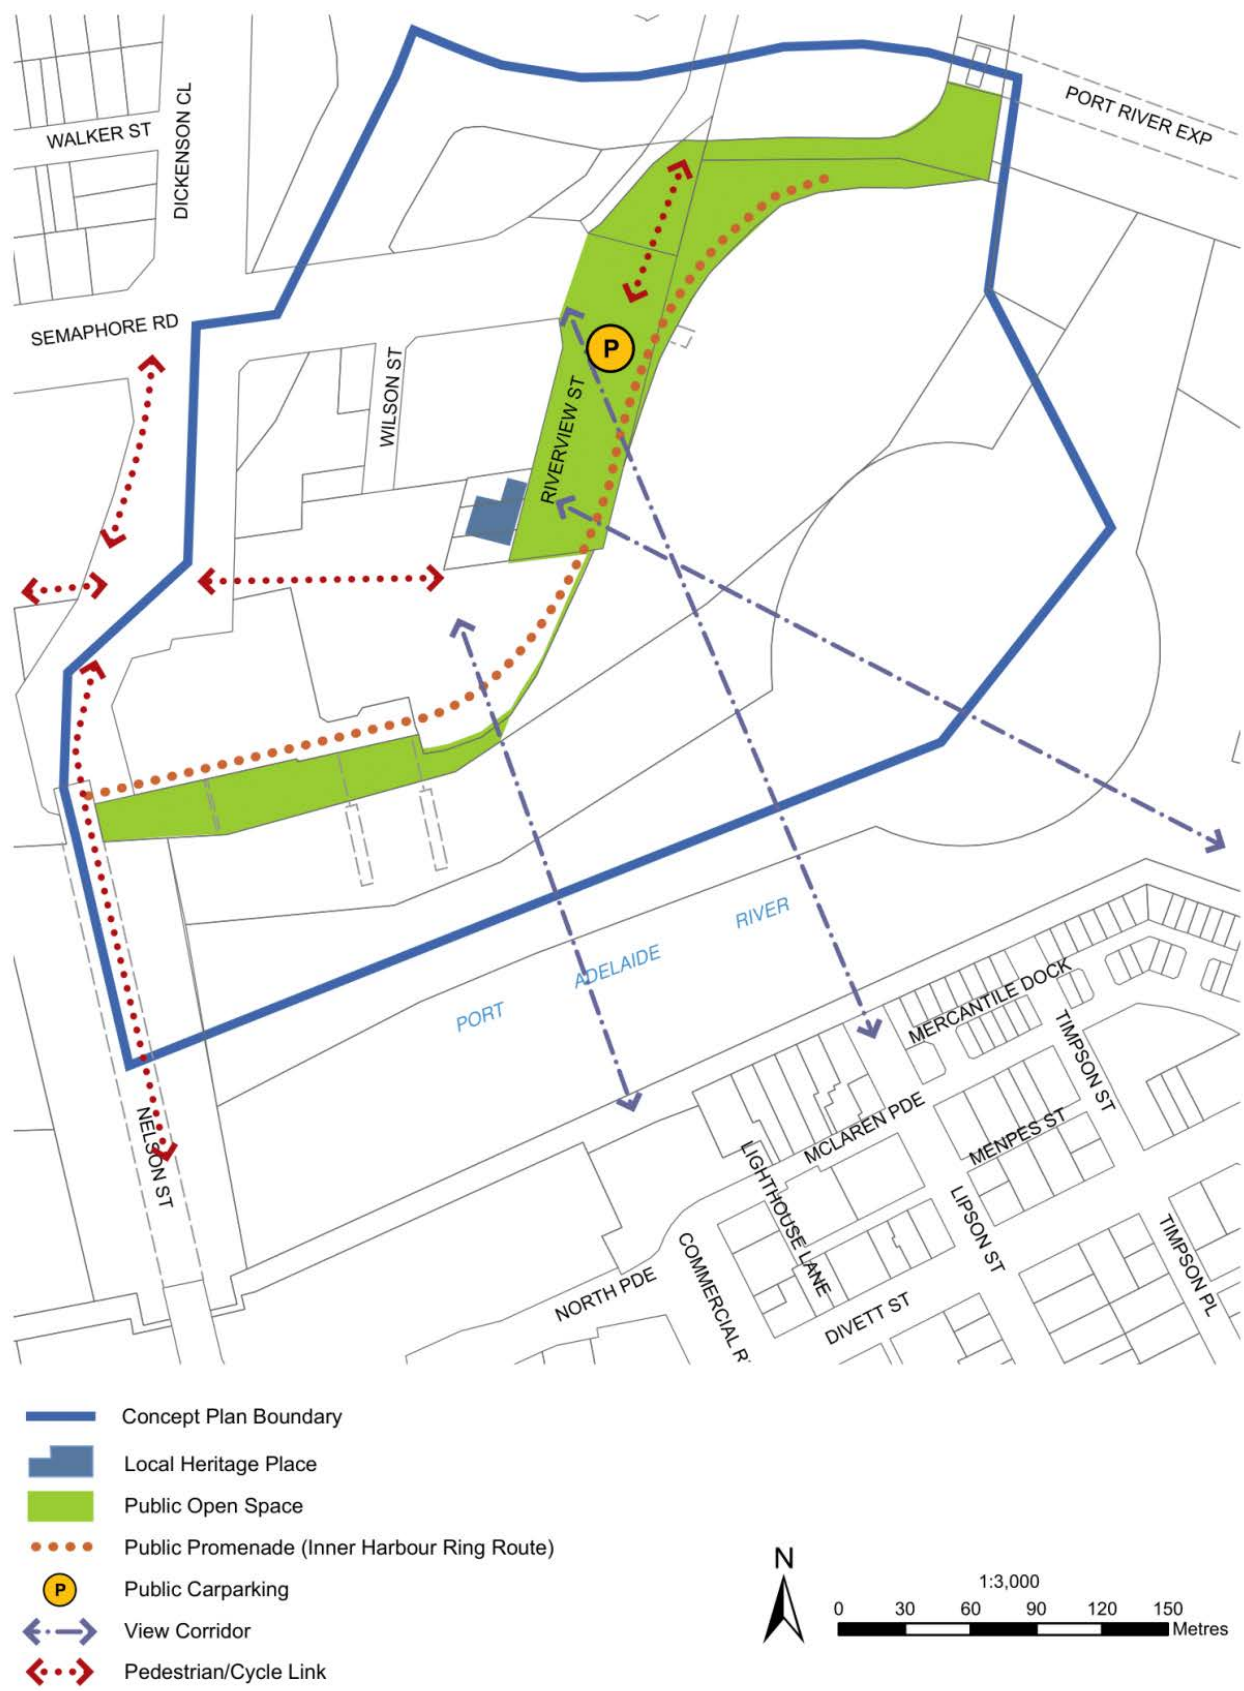 PORT RIVER EXP
WALKER ST
DICKENSON CL
SEMAPHORE RD
WILSON ST
P
RIVERVIEW ST
RIVER
ADELAIDE
PORT
MERCANTILE DOCK
TIMPSON ST
MCLAREN PDE
MENPES ST
NELSON ST
LIGHTHOUSE LANE
LIPSON ST
TIMPSON PL
COMMERCIAL R
NORTH PDE
DIVETT ST
Concept Plan Boundary
Local Heritage Place
Public Open Space
Public Promenade (Inner Harbour Ring Route)
P Public Carparking
View Corridor
Pedestrian/Cycle Link
N
1:3,000
0 30 60 90 120 150
Metres